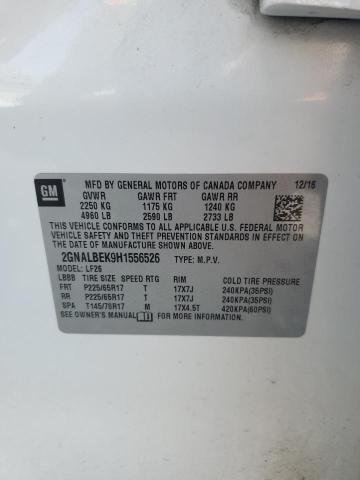 GM
MFD BY GENERAL MOTORS OF CANADA COMPANY 12/16
GVWR GAWR FRT GAWR RR
2250 KG 1175 KG 1240 KG
4960 LB 2590 LB 2733 LB
THIS VEHICLE CONFORMS TO ALL APPLICABLE U.S. FEDERAL MOTOR
VEHICLE SAFETY AND THEFT PREVENTION STANDARDS IN
EFFECT ON THE DATE OF MANUFACTURE SHOWN ABOVE.
2GNALBEK9H1556526 TYPE: M.P.V.
MODEL: LF26
LBBB TIRE SIZE SPEED RTG RIM COLD TIRE PRESSURE
FRT P225/65R17 T 17X7J 240KPA(35PSI)
RR P225/65R17 T 17X7J 240KPA(35PSI)
SPA T145/70R17 M 17X4.5T 420KPA(60PSI)
SEE OWNER'S MANUAL FOR MORE INFORMATION.